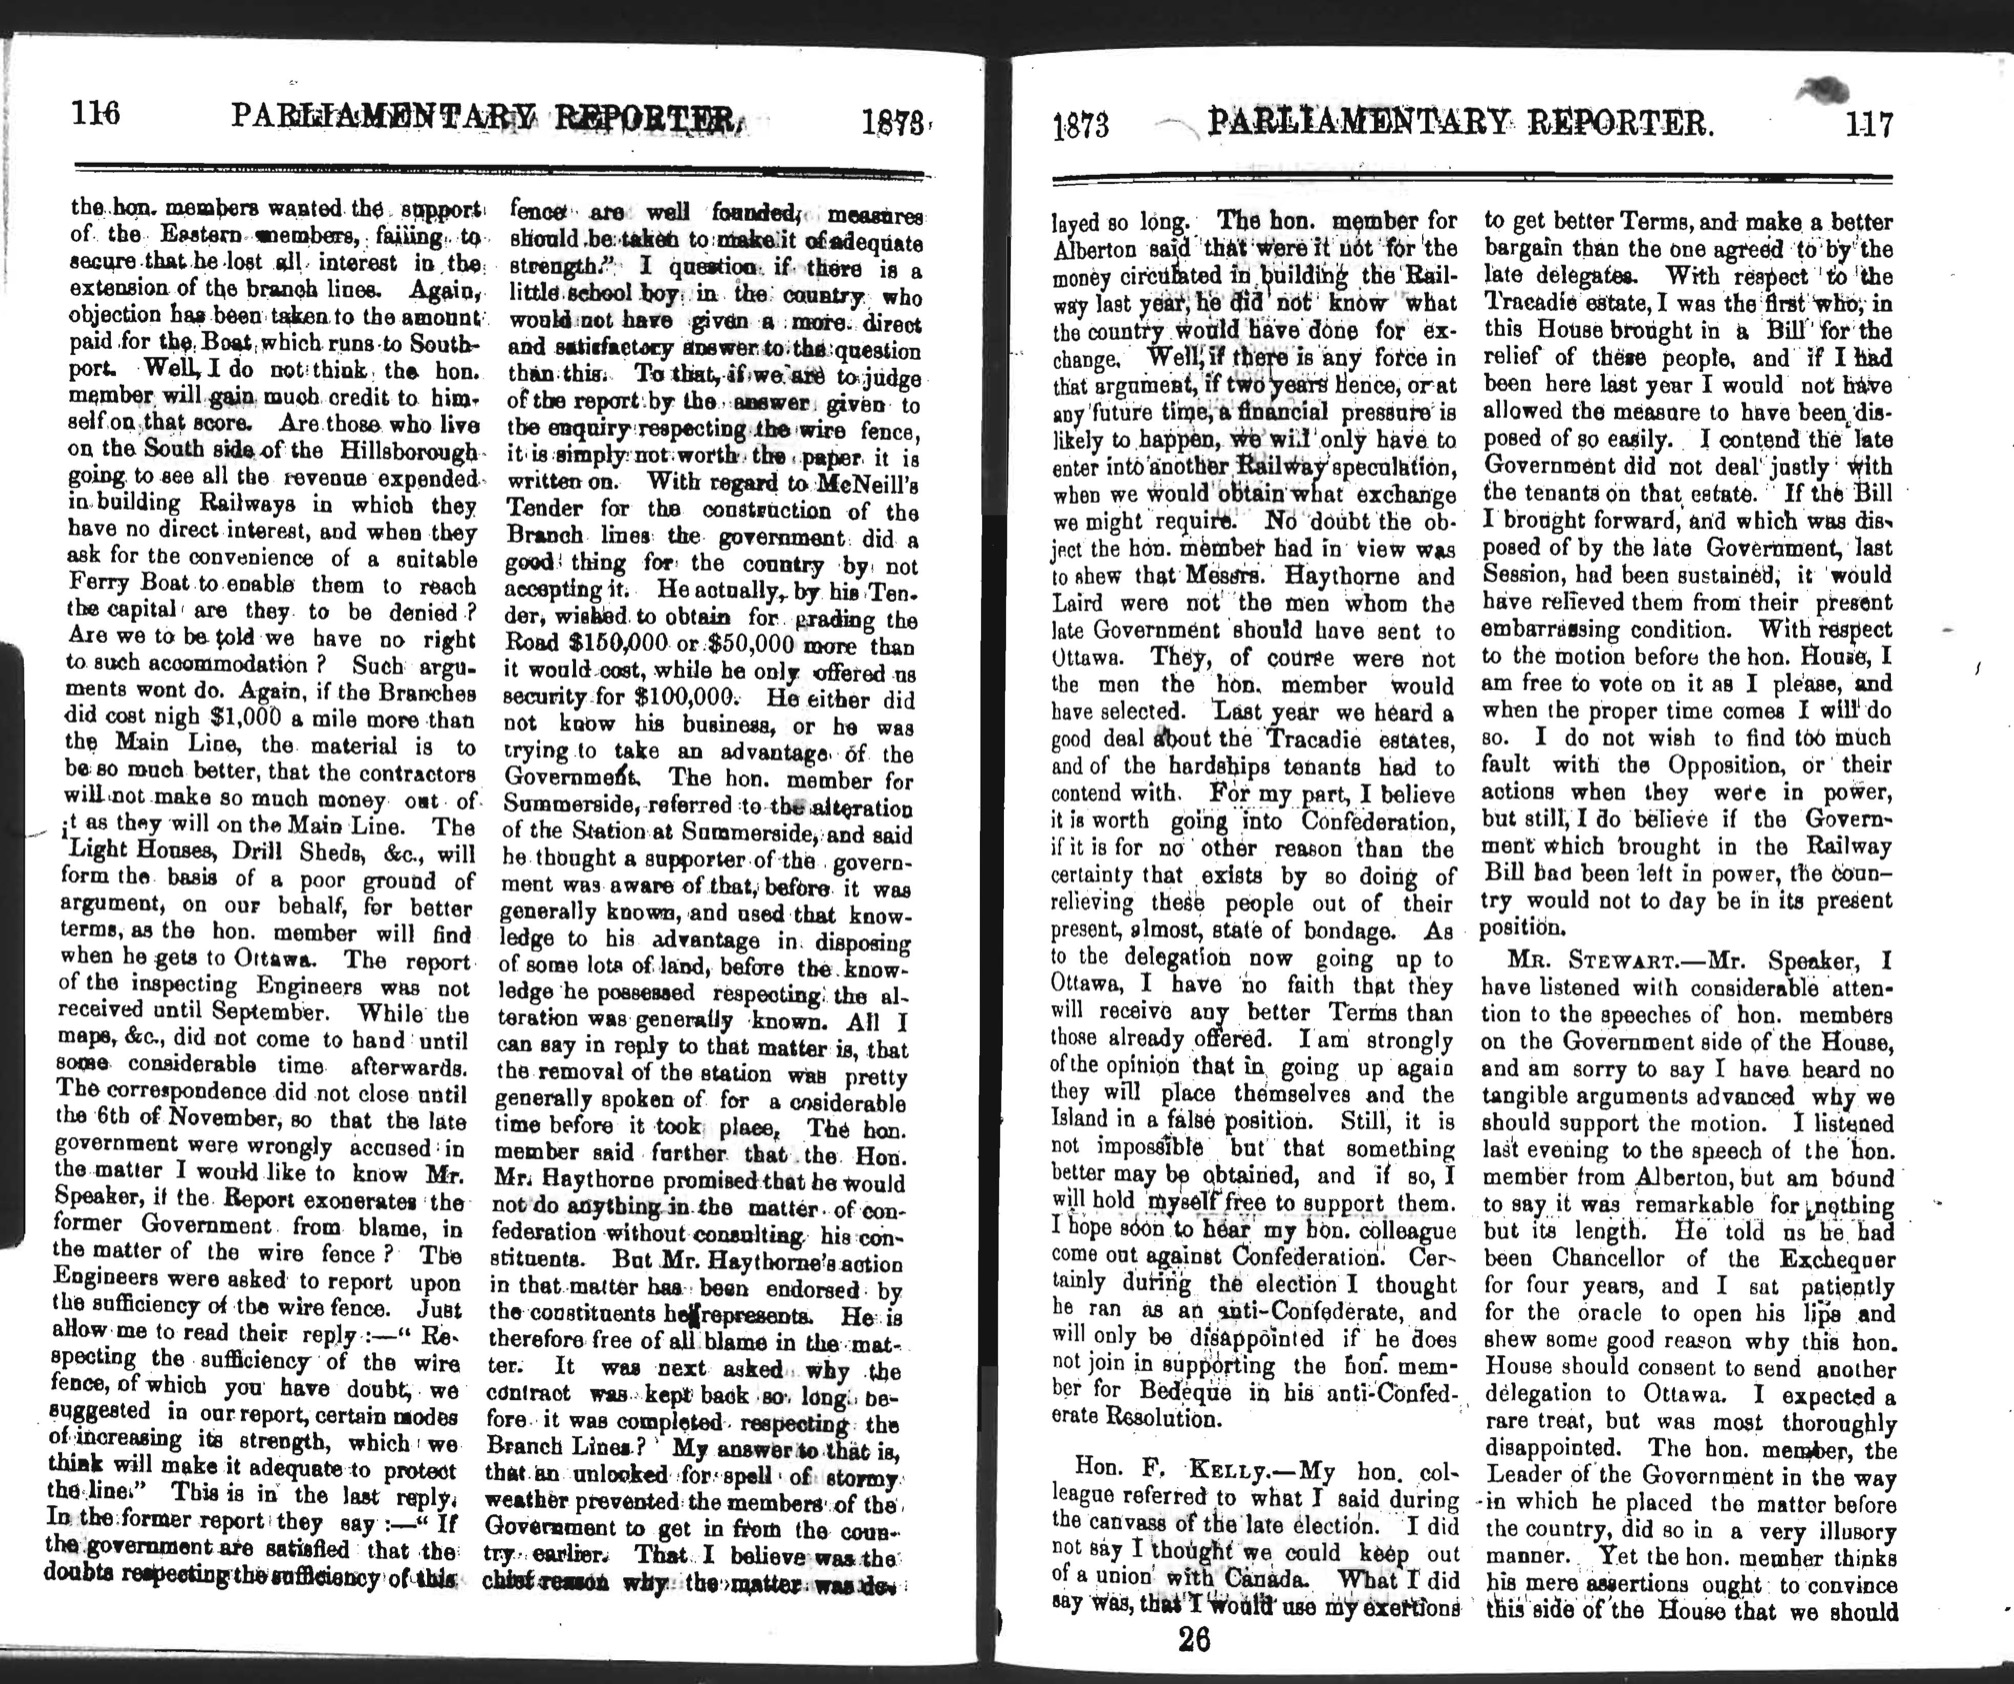 116 PARLIAMENTARY REPORTER. 1873
the hon. members wanted the support
of the Eastern members, failing to
secure that he lost all interest in the
extension of the branch lines. Again,
objection has been taken to the amount
paid for the Boat which runs to South-
port. Well, I do not think the hon.
member will gain much credit to him-
self on that score. Are those who live
on the South side of the Hillsborough
going to see all the revenue expended
in building Railways in which they
have no direct interest, and when they
ask for the convenience of a suitable
Ferry Boat to enable them to reach
the capital are they to be denied?
Are we to be told we have no right
to such accommodation? Such argu-
ments wont do. Again, if the Branches
did cost nigh $1,000 a mile more than
the Main Line, the material is to
be so much better, that the contractors
will not make so much money out of
it as they will on the Main Line. The
Light Houses, Drill Sheds, &c., will
form the basis of a poor ground of
argument, on our behalf, for better
terms, as the hon. member will find
when he gets to Ottawa. The report
of the inspecting Engineers was not
received until September. While the
maps, &c., did not come to hand until
some considerable time afterwards.
The correspondence did not close until
the 6th of November, so that the late
government were wrongly accused in
the matter I would like to know Mr.
Speaker, if the Report exonerates the
former Government from blame, in
the matter of the wire fence? The
Engineers were asked to report upon
the sufficiency of the wire fence. Just
allow me to read their reply:—“ Re-
specting the sufficiency of the wire
fence, of which you have doubt, we
suggested in our report, certain modes
of increasing its strength, which we
think will make it adequate to protect
the line.” This is in the last reply.
In the former report they say:—“ If
the government are satisfied that the
doubts respecting the sufficiency of this
fence are well founded, measures
should be taken to make it of adequate
strength.” I question if there is a
little school boy in the country who
would not have given a more direct
and satisfactory answer to the question
than this. To that, if we are to judge
of the report by the answer given to
the enquiry respecting the wire fence,
it is simply not worth the paper it is
written on. With regard to McNeill's
Tender for the construction of the
Branch lines the government did a
good thing for the country by not
accepting it. He actually, by his Ten-
der, wished to obtain for grading the
Road $150,000 or $50,000 more than
it would cost, while he only offered us
security for $100,000. He either did
not know his business, or he was
trying to take an advantage of the
Government. The hon. member for
Summerside, referred to the alteration
of the Station at Summerside, and said
he thought a supporter of the govern-
ment was aware of that, before it was
generally known, and used that know-
ledge to his advantage in disposing
of some lots of land, before the know-
ledge he possessed respecting the al-
teration was generally known. All I
can say in reply to that matter is, that
the removal of the station was pretty
generally spoken of for a cosiderable
time before it took place. The hon.
member said further that the Hon.
Mr. Haythorne promised that he would
not do anything in the matter of con-
federation without consulting his con-
stituents. But Mr. Haythorne's action
in that matter has been endorsed by
the constituents he represents. He is
therefore free of all blame in the mat-
ter. It was next asked why the
contract was kept back so long be-
fore it was completed respecting the
Branch Lines? My answer to that is,
that an unlooked for spell of stormy
weather prevented the members of the
Government to get in from the coun-
try earlier. That I believe was the
chief reason why the matter was de-
1873 PARLIAMENTARY REPORTER. 117
layed so long. The hon. member for
Alberton said that were it not for the
money circulated in building the Rail-
way last year, he did not know what
the country would have done for ex-
change. Well, if there is any force in
that argument, if two years hence, or at
any future time, a financial pressure is
likely to happen, we will only have to
enter into another Railway speculation,
when we would obtain what exchange
we might require. No doubt the ob-
ject the hon. member had in view was
to shew that Messrs. Haythorne and
Laird were not the men whom the
late Government should have sent to
Ottawa. They, of course were not
the men the hon. member would
have selected. Last year we heard a
good deal about the Tracadie estates,
and of the hardships tenants had to
contend with. For my part, I believe
it is worth going into Confederation,
if it is for no other reason than the
certainty that exists by so doing of
relieving these people out of their
present, almost, state of bondage. As
to the delegation now going up to
Ottawa, I have no faith that they
will receive any better Terms than
those already offered. I am strongly
of the opinion that in going up again
they will place themselves and the
Island in a false position. Still, it is
not impossible but that something
better may be obtained, and if so, I
will hold myself free to support them.
I hope soon to hear my hon. colleague
come out against Confederation. Cer-
tainly during the election I thought
he ran as an anti-Confederate, and
will only be disappointed if he does
not join in supporting the hon. mem-
ber for Bedeque in his anti-Confed-
erate Resolution.
Hon. F. KELLY.—My hon. col-
league referred to what I said during
the canvass of the late election. I did
not say I thought we could keep out
of a union with Canada. What I did
say was, that I would use my exertions
to get better Terms, and make a better
bargain than the one agreed to by the
late delegates. With respect to the
Tracadie estate, I was the first who, in
this House brought in a Bill for the
relief of these people, and if I had
been here last year I would not have
allowed the measure to have been dis-
posed of so easily. I contend the late
Government did not deal justly with
the tenants on that estate. If the Bill
I brought forward, and which was dis-
posed of by the late Government, last
Session, had been sustained, it would
have relieved them from their present
embarrassing condition. With respect
to the motion before the hon. House, I
am free to vote on it as I please, and
when the proper time comes I will do
so. I do not wish to find too much
fault with the Opposition, or their
actions when they were in power,
but still, I do believe if the Govern-
ment which brought in the Railway
Bill had been left in power, the coun-
try would not to day be in its present
position.
MR. STEWART.—Mr. Speaker, I
have listened with considerable atten-
tion to the speeches of hon. members
on the Government side of the House,
and am sorry to say I have heard no
tangible arguments advanced why we
should support the motion. I listened
last evening to the speech of the hon.
member from Alberton, but am bound
to say it was remarkable for nothing
but its length. He told us he had
been Chancellor of the Exchequer
for four years, and I sat patiently
for the oracle to open his lips and
shew some good reason why this hon.
House should consent to send another
delegation to Ottawa. I expected a
rare treat, but was most thoroughly
disappointed. The hon. member, the
Leader of the Government in the way
in which he placed the matter before
the country, did so in a very illusory
manner. Yet the hon. member thinks
his mere assertions ought to convince
this side of the House that we should
26